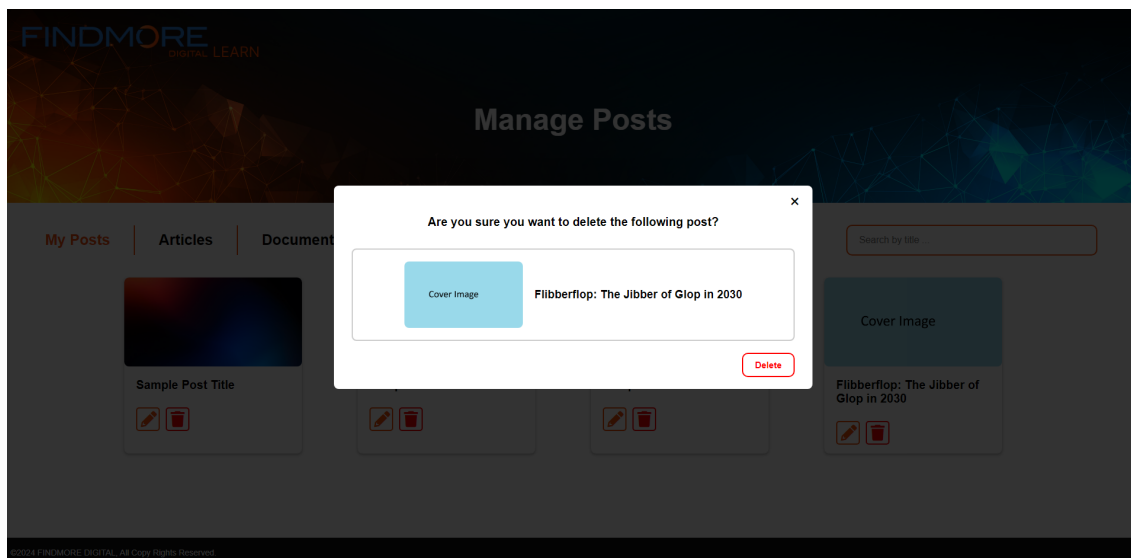 FINDMORE
DIGITAL LEARN
Manage Posts
My Posts
Articles
Document
Search by title...
×
Are you sure you want to delete the following post?
Cover Image
Flibberflop: The Jibber of Glop in 2030
Delete
Sample Post Title
Cover Image
Flibberflop: The Jibber of
Glop in 2030
©2024 FINDMORE DIGITAL, All Copy Rights Reserved.